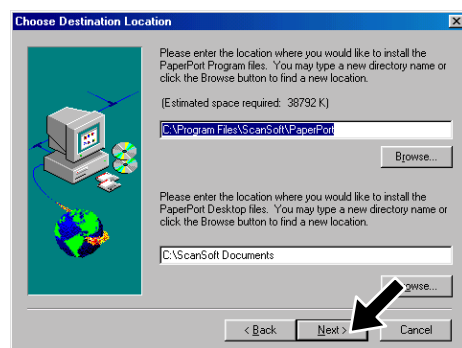 Choose Destination Location
Please enter the location where you would like to install the
PaperPort Program files. You may type a new directory name or
click the Browse button to find a new location.
(Estimated space required: 38792 K)
C:\Program Files\ScanSoft\PaperPort
Browse...
Please enter the location where you would like to install the
PaperPort Desktop files. You may type a new directory name or
click the Browse button to find a new location.
C:\ScanSoft Documents
owse...
< Back Next > Cancel